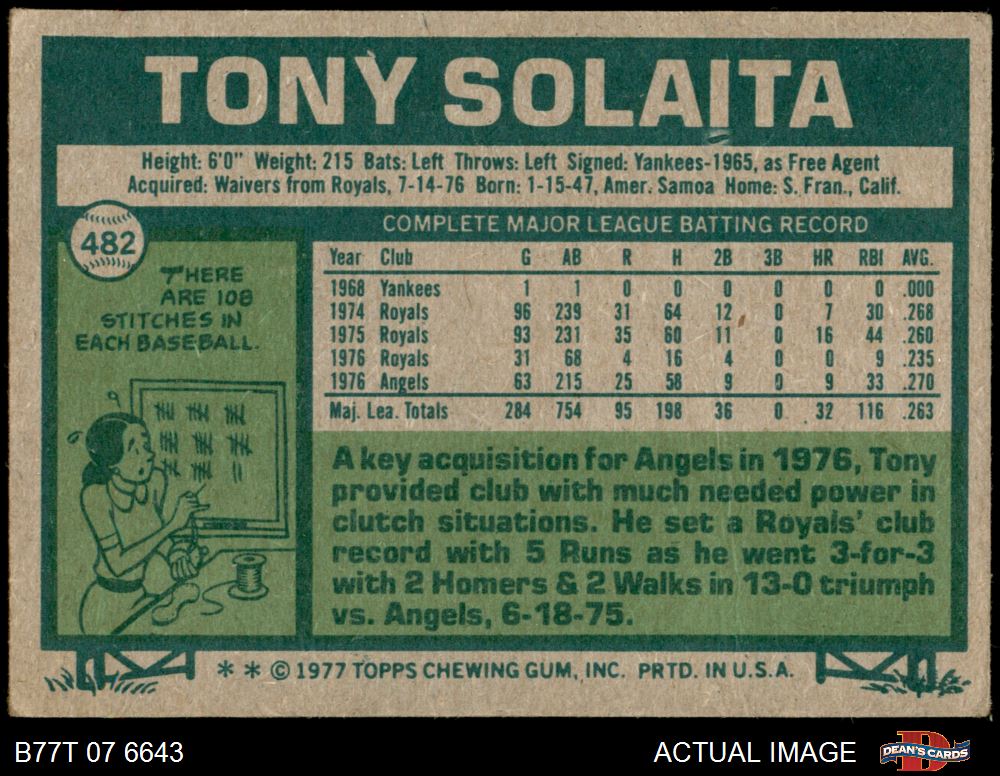 TONY SOLAITA
Height: 6'0" Weight: 215 Bats: Left Throws: Left Signed: Yankees-1965, as Free Agent
Acquired: Waivers from Royals, 7-14-76 Born: 1-15-47, Amer. Samoa Home: S. Fran., Calif.
482
THERE
ARE 108
STITCHES IN
EACH BASEBALL.
COMPLETE MAJOR LEAGUE BATTING RECORD
Year Club G AB R H 2B 3B HR RBI AVG.
1968 Yankees 1 1 0 0 0 0 0 0 .000
1974 Royals 96 239 31 64 12 0 7 30 .268
1975 Royals 93 231 35 60 11 0 16 44 .260
1976 Royals 31 68 4 16 4 0 0 9 .235
1976 Angels 63 215 25 58 9 0 9 33 .270
Maj. Lea. Totals 284 754 95 198 36 0 32 116 .263
A key acquisition for Angels in 1976, Tony
provided club with much needed power in
clutch situations. He set a Royals' club
record with 5 Runs as he went 3-for-3
with 2 Homers & 2 Walks in 13-0 triumph
vs. Angels, 6-18-75.
* * © 1977 TOPPS CHEWING GUM, INC. PRTD. IN U.S.A.
B77T 07 6643
ACTUAL IMAGE
D
DEAN'S CARDS